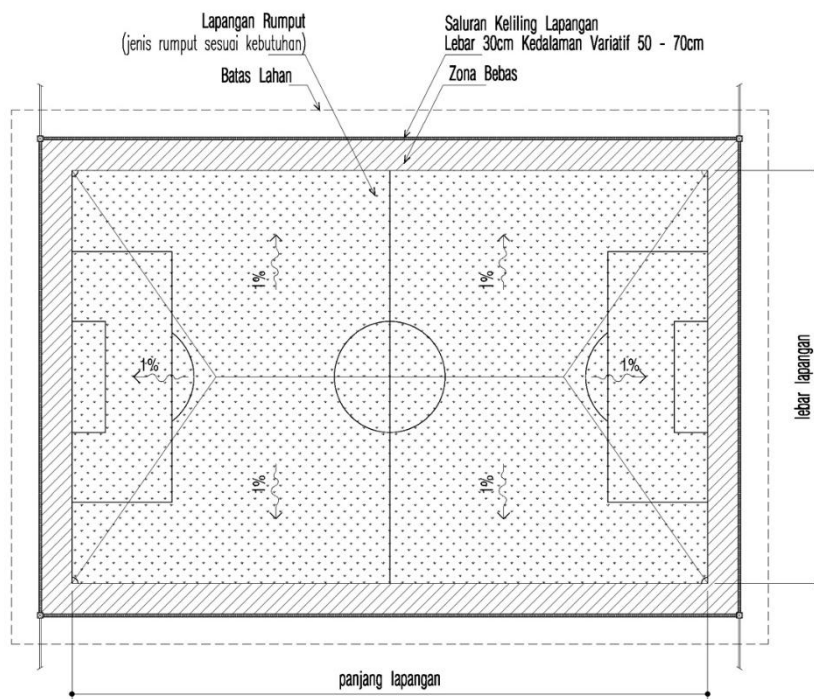 Lapangan Rumput
(jenis rumput sesuai kebutuhan)
Batas Lahan
Saluran Keliling Lapangan
Lebar 30cm Kedalaman Variatif 50 - 70cm
Zona Bebas
1%
1%
1%
1%
1%
1%
lebar lapangan
panjang lapangan